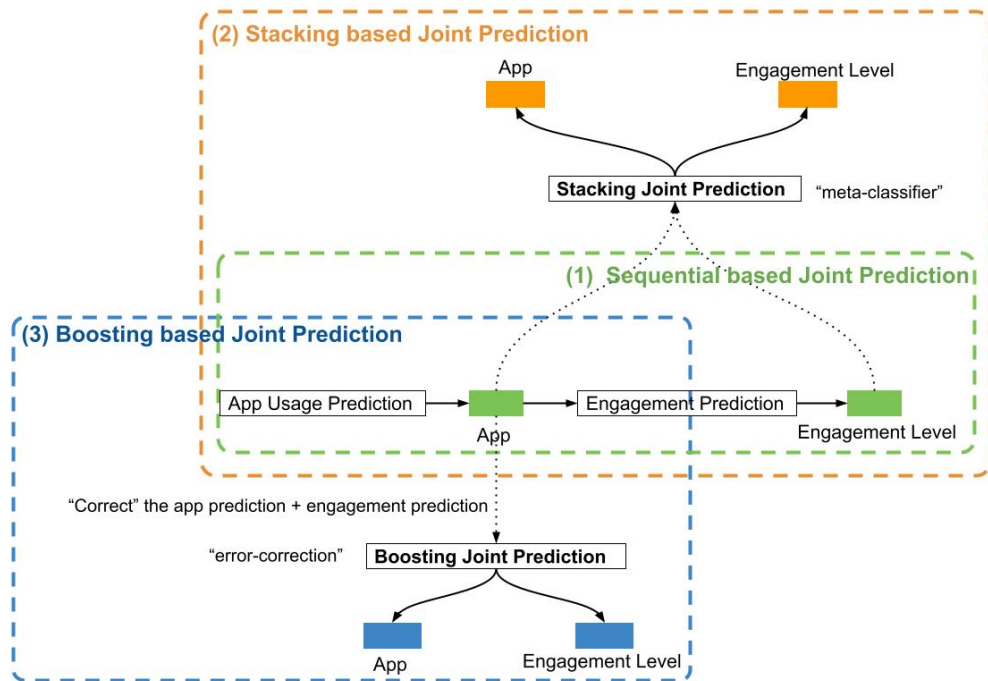 (2) Stacking based Joint Prediction
App
Engagement Level
Stacking Joint Prediction
“meta-classifier”
(1) Sequential based Joint Prediction
(3) Boosting based Joint Prediction
App Usage Prediction
App
Engagement Prediction
Engagement Level
“Correct” the app prediction + engagement prediction
“error-correction”
Boosting Joint Prediction
App
Engagement Level